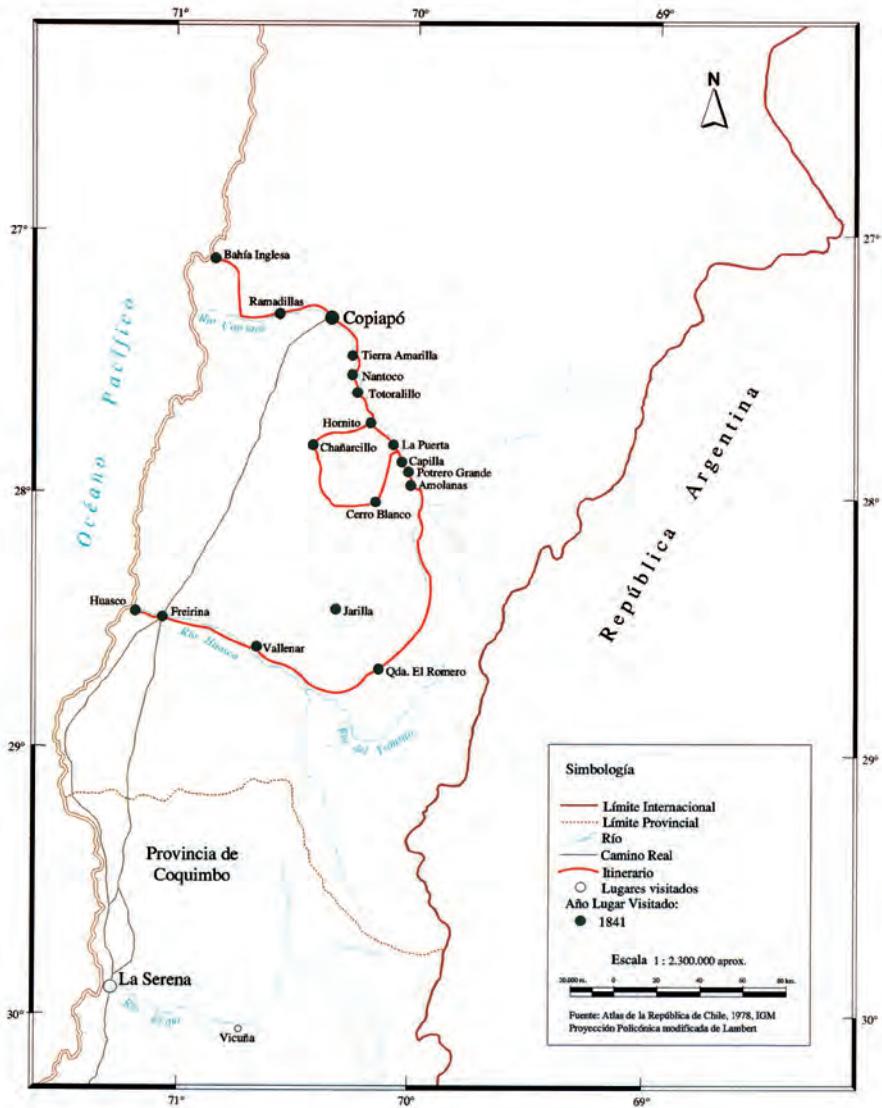 71°
70°
69°
N
27°
27°
Bahía Inglesa
Ramadillas
Río Copiapó
Copiapó
Tierra Amarilla
Nantoco
Totoralillo
Hornito
Chañarcillo
La Puerta
Capilla
Potrero Grande
Amolanas
Cerro Blanco
Océano Pacífico
República Argentina
28°
28°
Huasco
Freirina
Jarilla
Río Huasco
Vallenar
Qda. El Romero
del
29°
29°
Provincia de
Coquimbo
La Serena
Río
Vicuña
30°
30°
Simbología
Límite Internacional
Límite Provincial
Río
Camino Real
Itinerario
Lugares visitados
Año Lugar Visitado:
1841
Escala 1 : 2.300.000 aprox.
20.000 m. 0 20 40 60 80 km.
Fuente: Atlas de la República de Chile, 1978, IGM
Proyección Policónica modificada de Lambert
71°
70°
69°